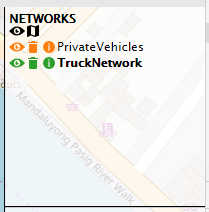 NETWORKS
PrivateVehicles
TruckNetwork
Mandaluyong Pasig River Walk